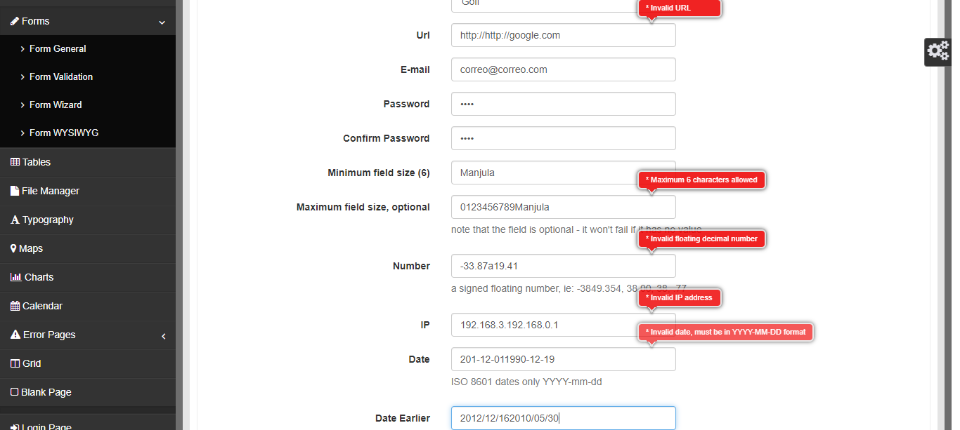 Forms
Form General
Form Validation
Form Wizard
Form WYSIWYG
Tables
File Manager
Typography
Maps
Charts
Calendar
Error Pages
Grid
Blank Page
Login Page
Golf
* Invalid URL
Url
http://http://google.com
E-mail
correo@correo.com
Password
••••
Confirm Password
••••
Minimum field size (6)
Manjula
* Maximum 6 characters allowed
Maximum field size, optional
0123456789Manjula
note that the field is optional - it won't fail if it has no value
* Invalid floating decimal number
Number
-33.87a19.41
a signed floating number, ie: -3849.354, 38.00, 38, .77
* Invalid IP address
IP
192.168.3.192.168.0.1
* Invalid date, must be in YYYY-MM-DD format
Date
201-12-011990-12-19
ISO 8601 dates only YYYY-mm-dd
Date Earlier
2012/12/162010/05/30